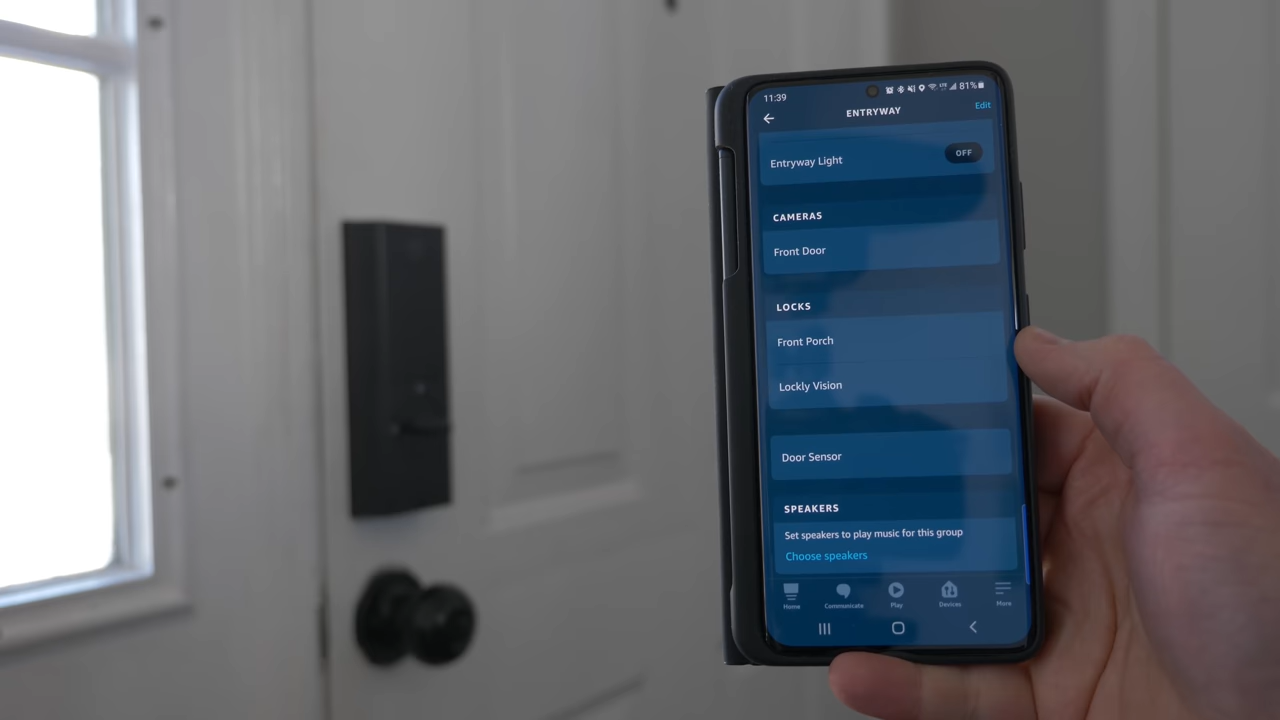 11:39
LTE
81%
ENTRYWAY
Edit
Entryway Light
OFF
CAMERAS
Front Door
LOCKS
Front Porch
Lockly Vision
Door Sensor
SPEAKERS
Set speakers to play music for this group
Choose speakers
Home Communicate Play Devices More